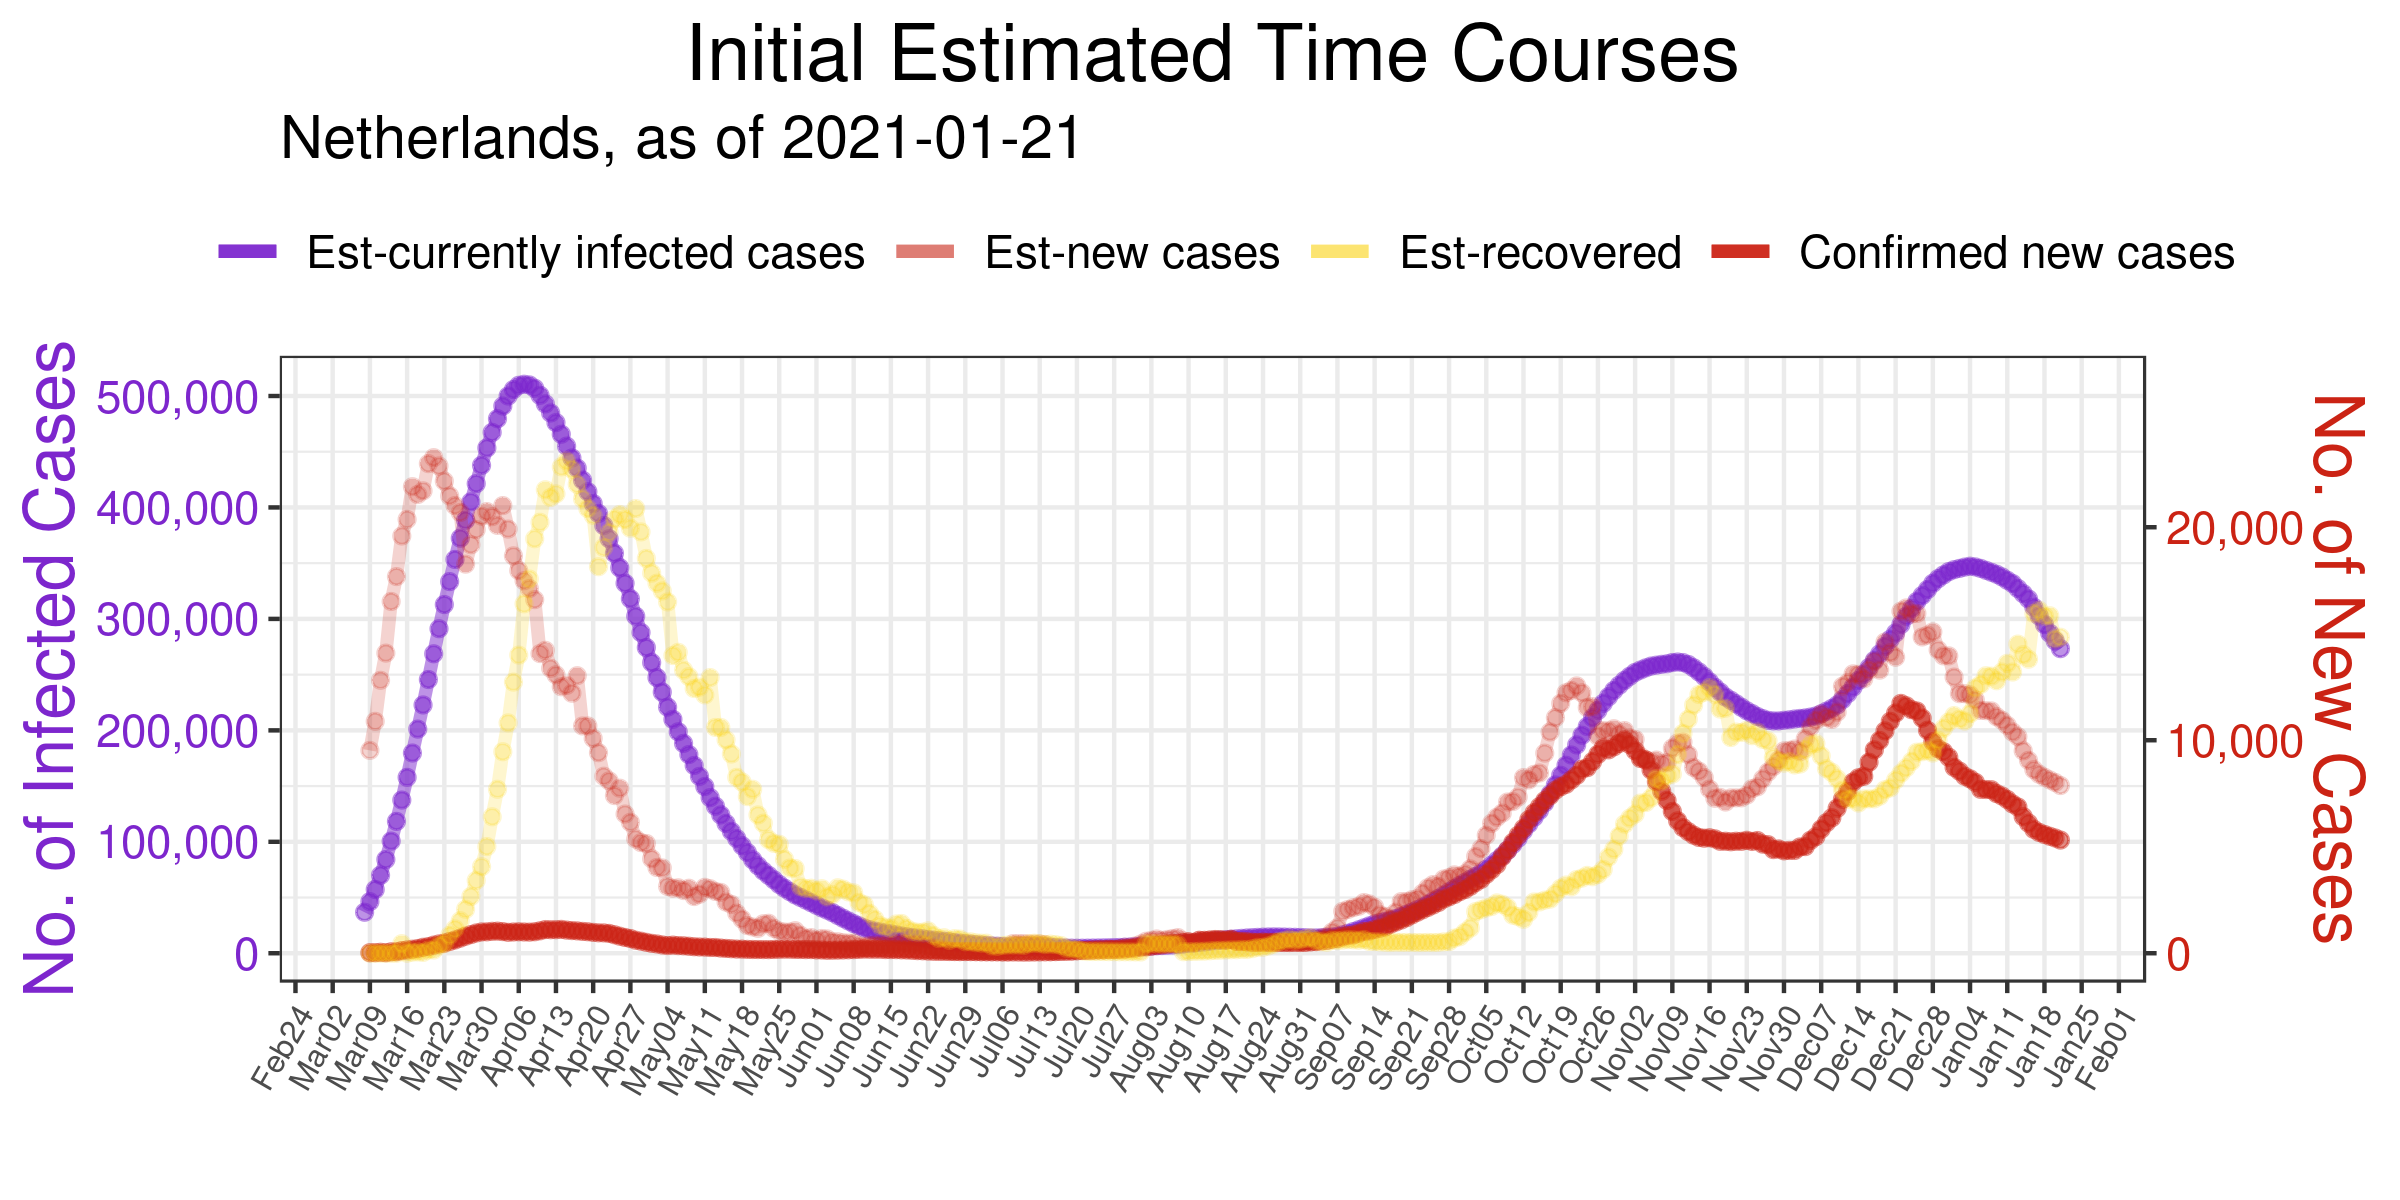 Initial Estimated Time Courses
Netherlands, as of 2021-01-21
Est-currently infected cases
Est-new cases
Est-recovered
Confirmed new cases
No. of Infected Cases
500,000
400,000
300,000
200,000
100,000
0
20,000
10,000
0
No. of New Cases
Feb24
Mar02
Mar09
Mar16
Mar23
Mar30
Apr06
Apr13
Apr20
Apr27
May04
May11
May18
May25
Jun01
Jun08
Jun15
Jun22
Jun29
Jul06
Jul13
Jul20
Jul27
Aug03
Aug10
Aug17
Aug24
Aug31
Sep07
Sep14
Sep21
Sep28
Oct05
Oct12
Oct19
Oct26
Nov02
Nov09
Nov16
Nov23
Nov30
Dec07
Dec14
Dec21
Dec28
Jan04
Jan11
Jan18
Jan25
Feb01